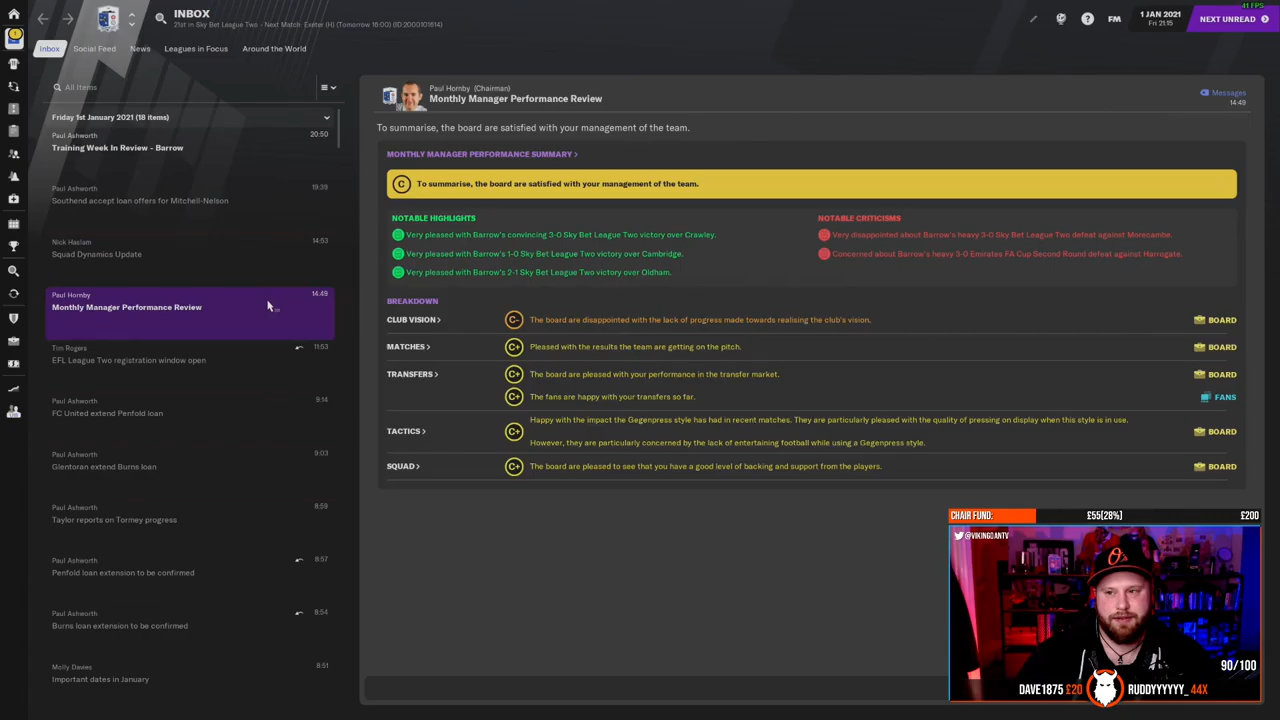 41 FPS
INBOX
21st in Sky Bet League Two - Next Match: Exeter (H) (Tomorrow 16:00) (ID:2000101614)
FM
1 JAN 2021
Fri 21:15
NEXT UNREAD
Inbox
Social Feed
News
Leagues in Focus
Around the World
All Items
Friday 1st January 2021 (18 items)
Paul Ashworth
20:50
Training Week In Review - Barrow
Paul Ashworth
19:39
Southend accept loan offers for Mitchell-Nelson
Nick Haslam
14:53
Squad Dynamics Update
Paul Hornby
14:49
Monthly Manager Performance Review
Tim Rogers
11:53
EFL League Two registration window open
Paul Ashworth
9:14
FC United extend Penfold loan
Paul Ashworth
9:03
Glentoran extend Burns loan
Paul Ashworth
8:59
Taylor reports on Tormey progress
Paul Ashworth
8:57
Penfold loan extension to be confirmed
Paul Ashworth
8:54
Burns loan extension to be confirmed
Molly Davies
8:51
Important dates in January
Paul Hornby (Chairman)
Monthly Manager Performance Review
Messages
14:49
To summarise, the board are satisfied with your management of the team.
MONTHLY MANAGER PERFORMANCE SUMMARY >
C To summarise, the board are satisfied with your management of the team.
NOTABLE HIGHLIGHTS
Very pleased with Barrow's convincing 3-0 Sky Bet League Two victory over Crawley.
Very pleased with Barrow's 1-0 Sky Bet League Two victory over Cambridge.
Very pleased with Barrow's 2-1 Sky Bet League Two victory over Oldham.
NOTABLE CRITICISMS
Very disappointed about Barrow's heavy 3-0 Sky Bet League Two defeat against Morecambe.
Concerned about Barrow's heavy 3-0 Emirates FA Cup Second Round defeat against Harrogate.
BREAKDOWN
CLUB VISION > C- The board are disappointed with the lack of progress made towards realising the club's vision. BOARD
MATCHES > C+ Pleased with the results the team are getting on the pitch. BOARD
TRANSFERS > C+ The board are pleased with your performance in the transfer market. BOARD
C+ The fans are happy with your transfers so far. FANS
Happy with the impact the Gegenpress style has had in recent matches. They are particularly pleased with the quality of pressing on display when this style is in use.
TACTICS > C+ BOARD
However, they are particularly concerned by the lack of entertaining football while using a Gegenpress style.
SQUAD > C+ The board are pleased to see that you have a good level of backing and support from the players. BOARD
CHAIR FUND: £55(28%) £200
@VIKINGDANTV
90/100
DAVE1875 £20
RUDDYYYYYY_ 44X